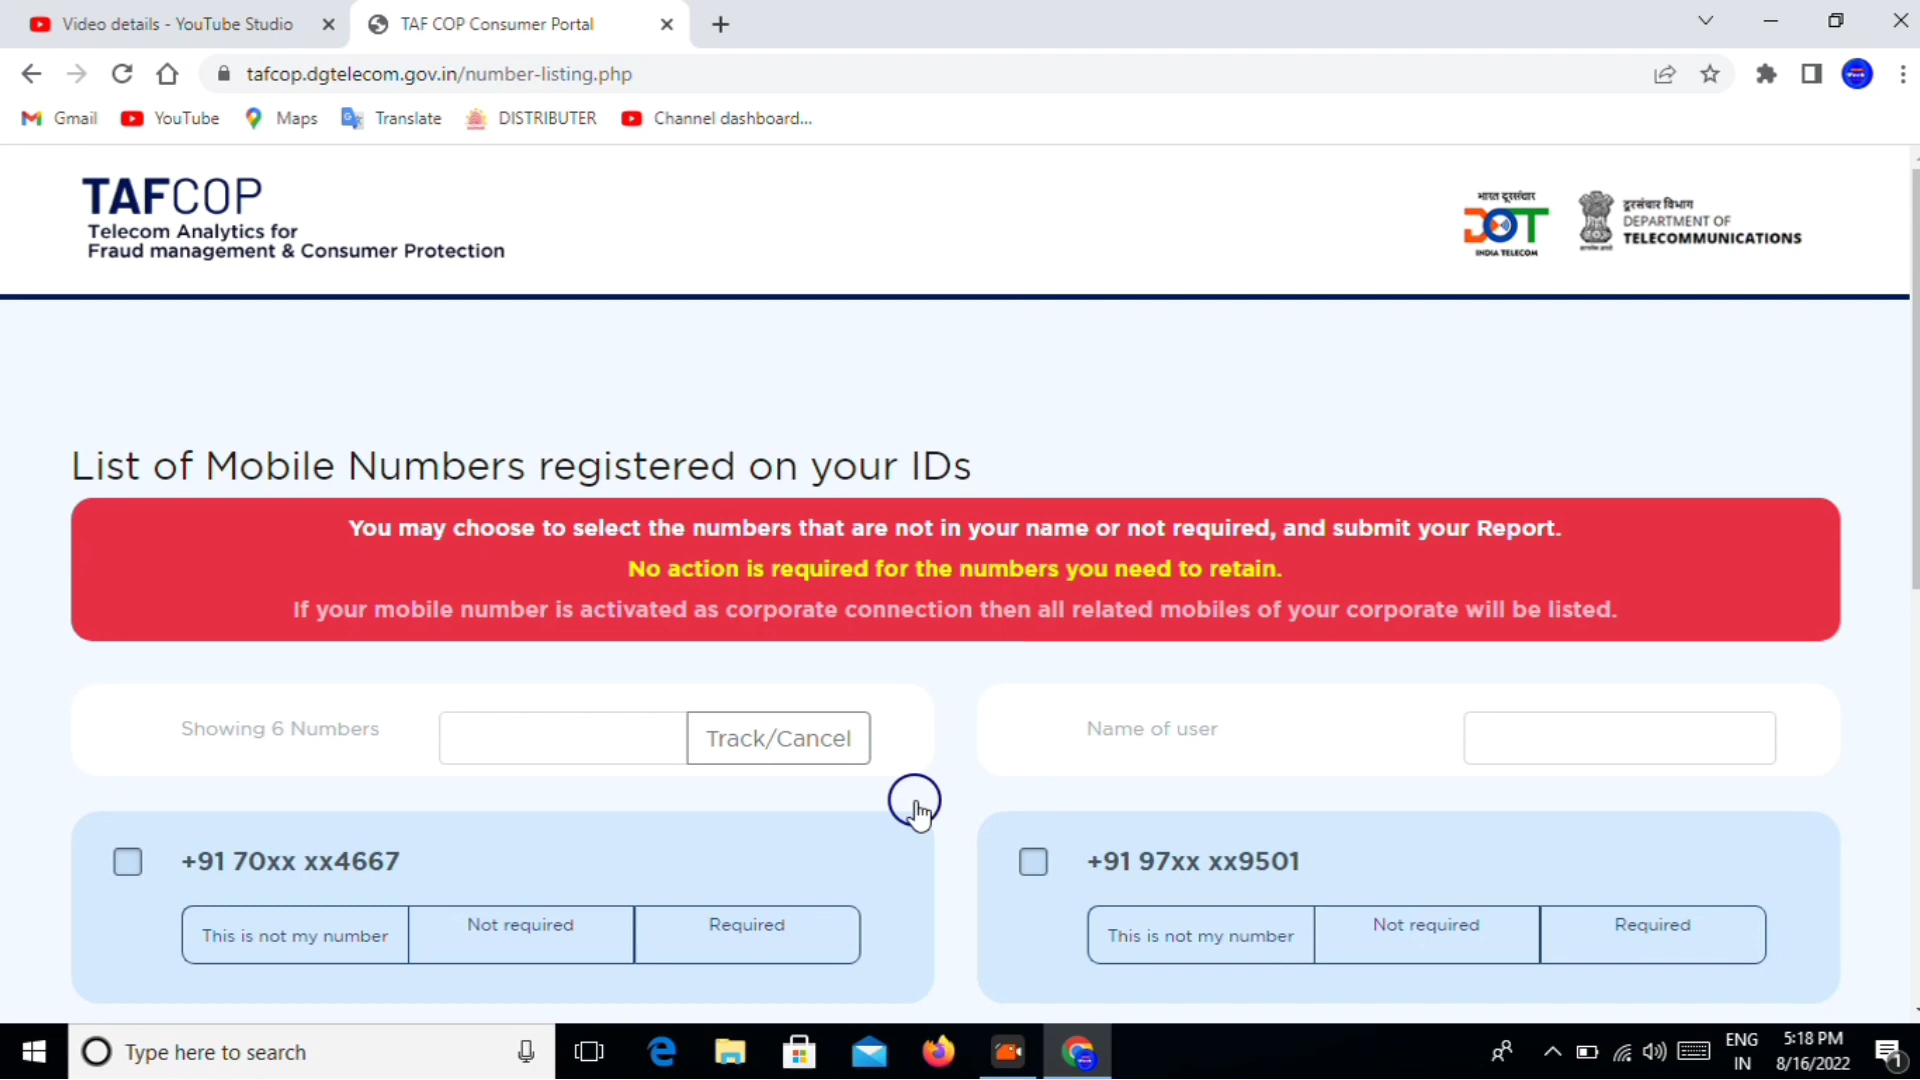 Video details - YouTube Studio
TAF COP Consumer Portal
tafcop.dgtelecom.gov.in/number-listing.php
Gmail YouTube Maps Translate DISTRIBUTER Channel dashboard...
TAFCOP
Telecom Analytics for
Fraud management & Consumer Protection
भारत दूरसंचार
DOT
INDIA TELECOM
दूरसंचार विभाग
DEPARTMENT OF
TELECOMMUNICATIONS
List of Mobile Numbers registered on your IDs
You may choose to select the numbers that are not in your name or not required, and submit your Report.
No action is required for the numbers you need to retain.
If your mobile number is activated as corporate connection then all related mobiles of your corporate will be listed.
Showing 6 Numbers
Track/Cancel
Name of user
+91 70xx xx4667
This is not my number Not required Required
+91 97xx xx9501
This is not my number Not required Required
Type here to search
ENG
IN
5:18 PM
8/16/2022
1